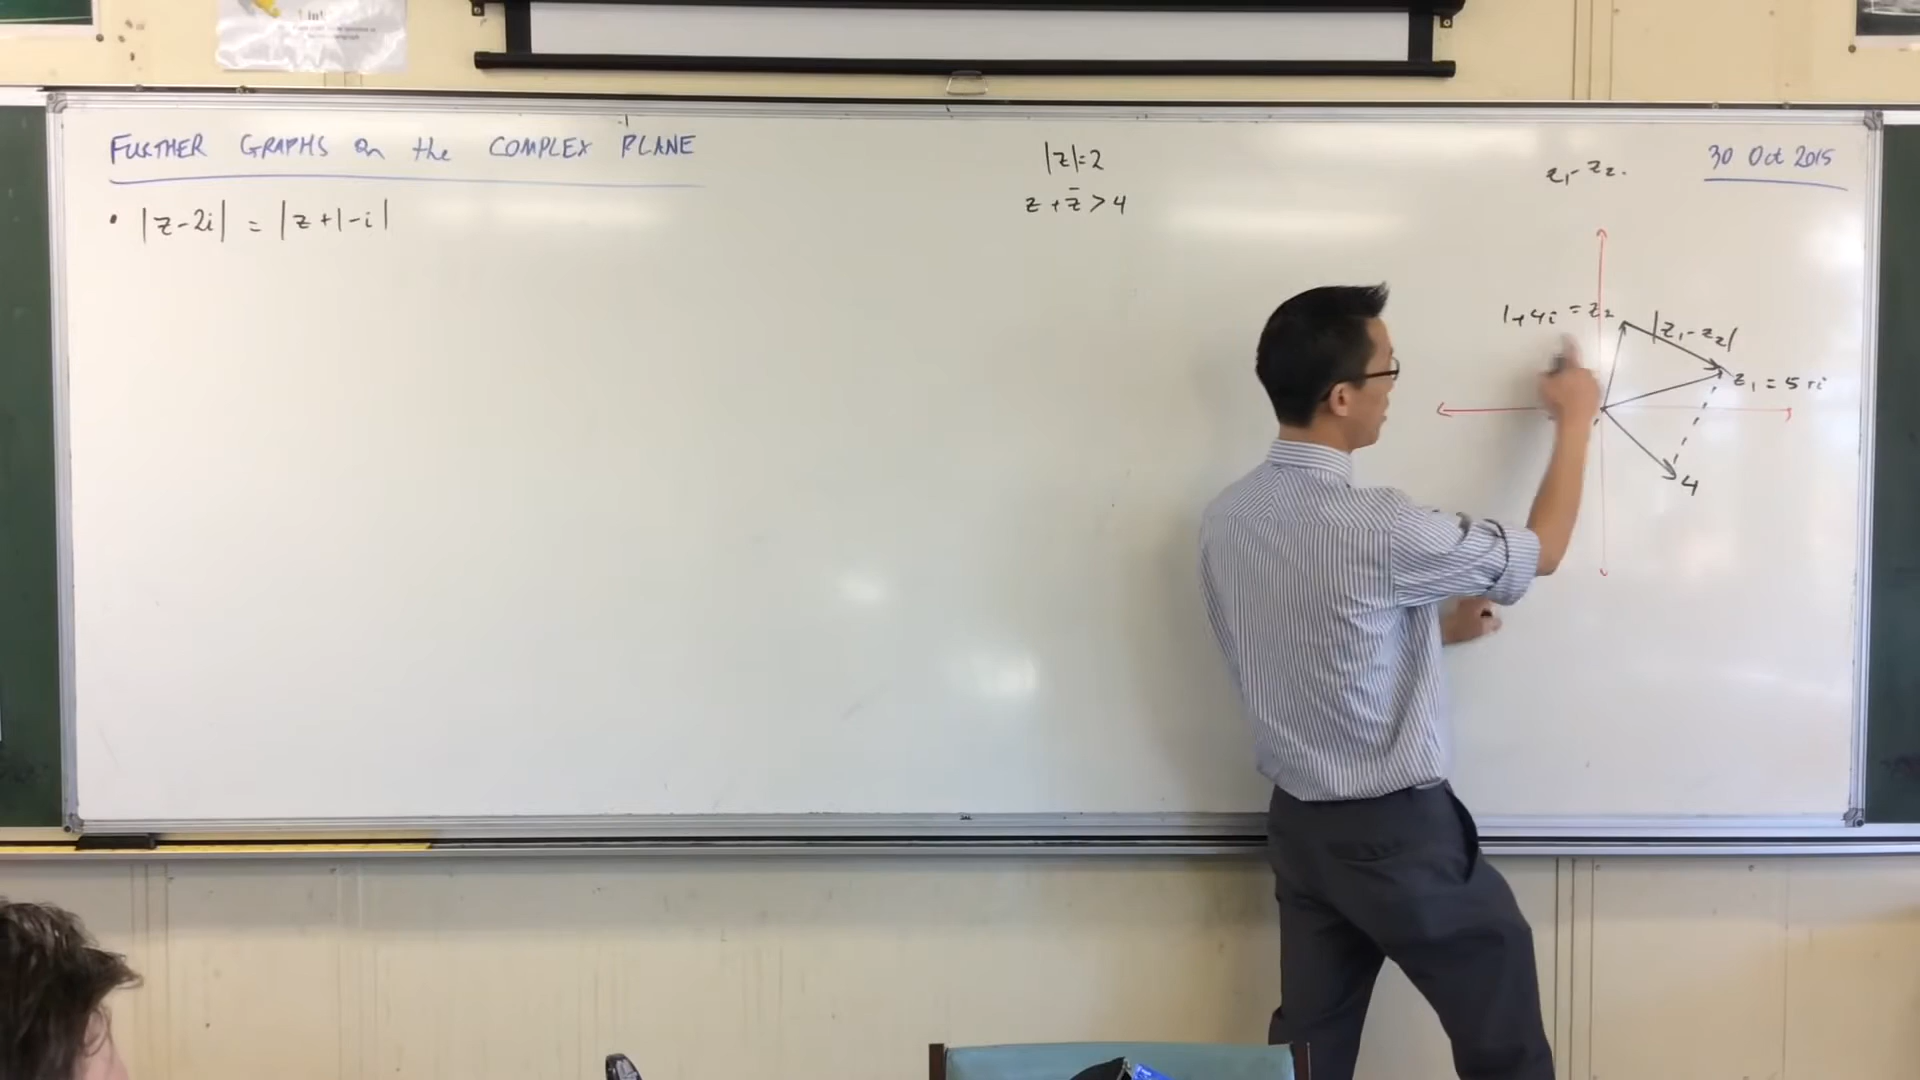 FURTHER GRAPHS on the COMPLEX PLANE
• |z-2i| = |z+1-i|
|z|=2
z + z̄ > 4
z₁ - z₂.
30 Oct 2015
1+4i = z₂
|z₁ - z₂|
z₁ = 5+i
4